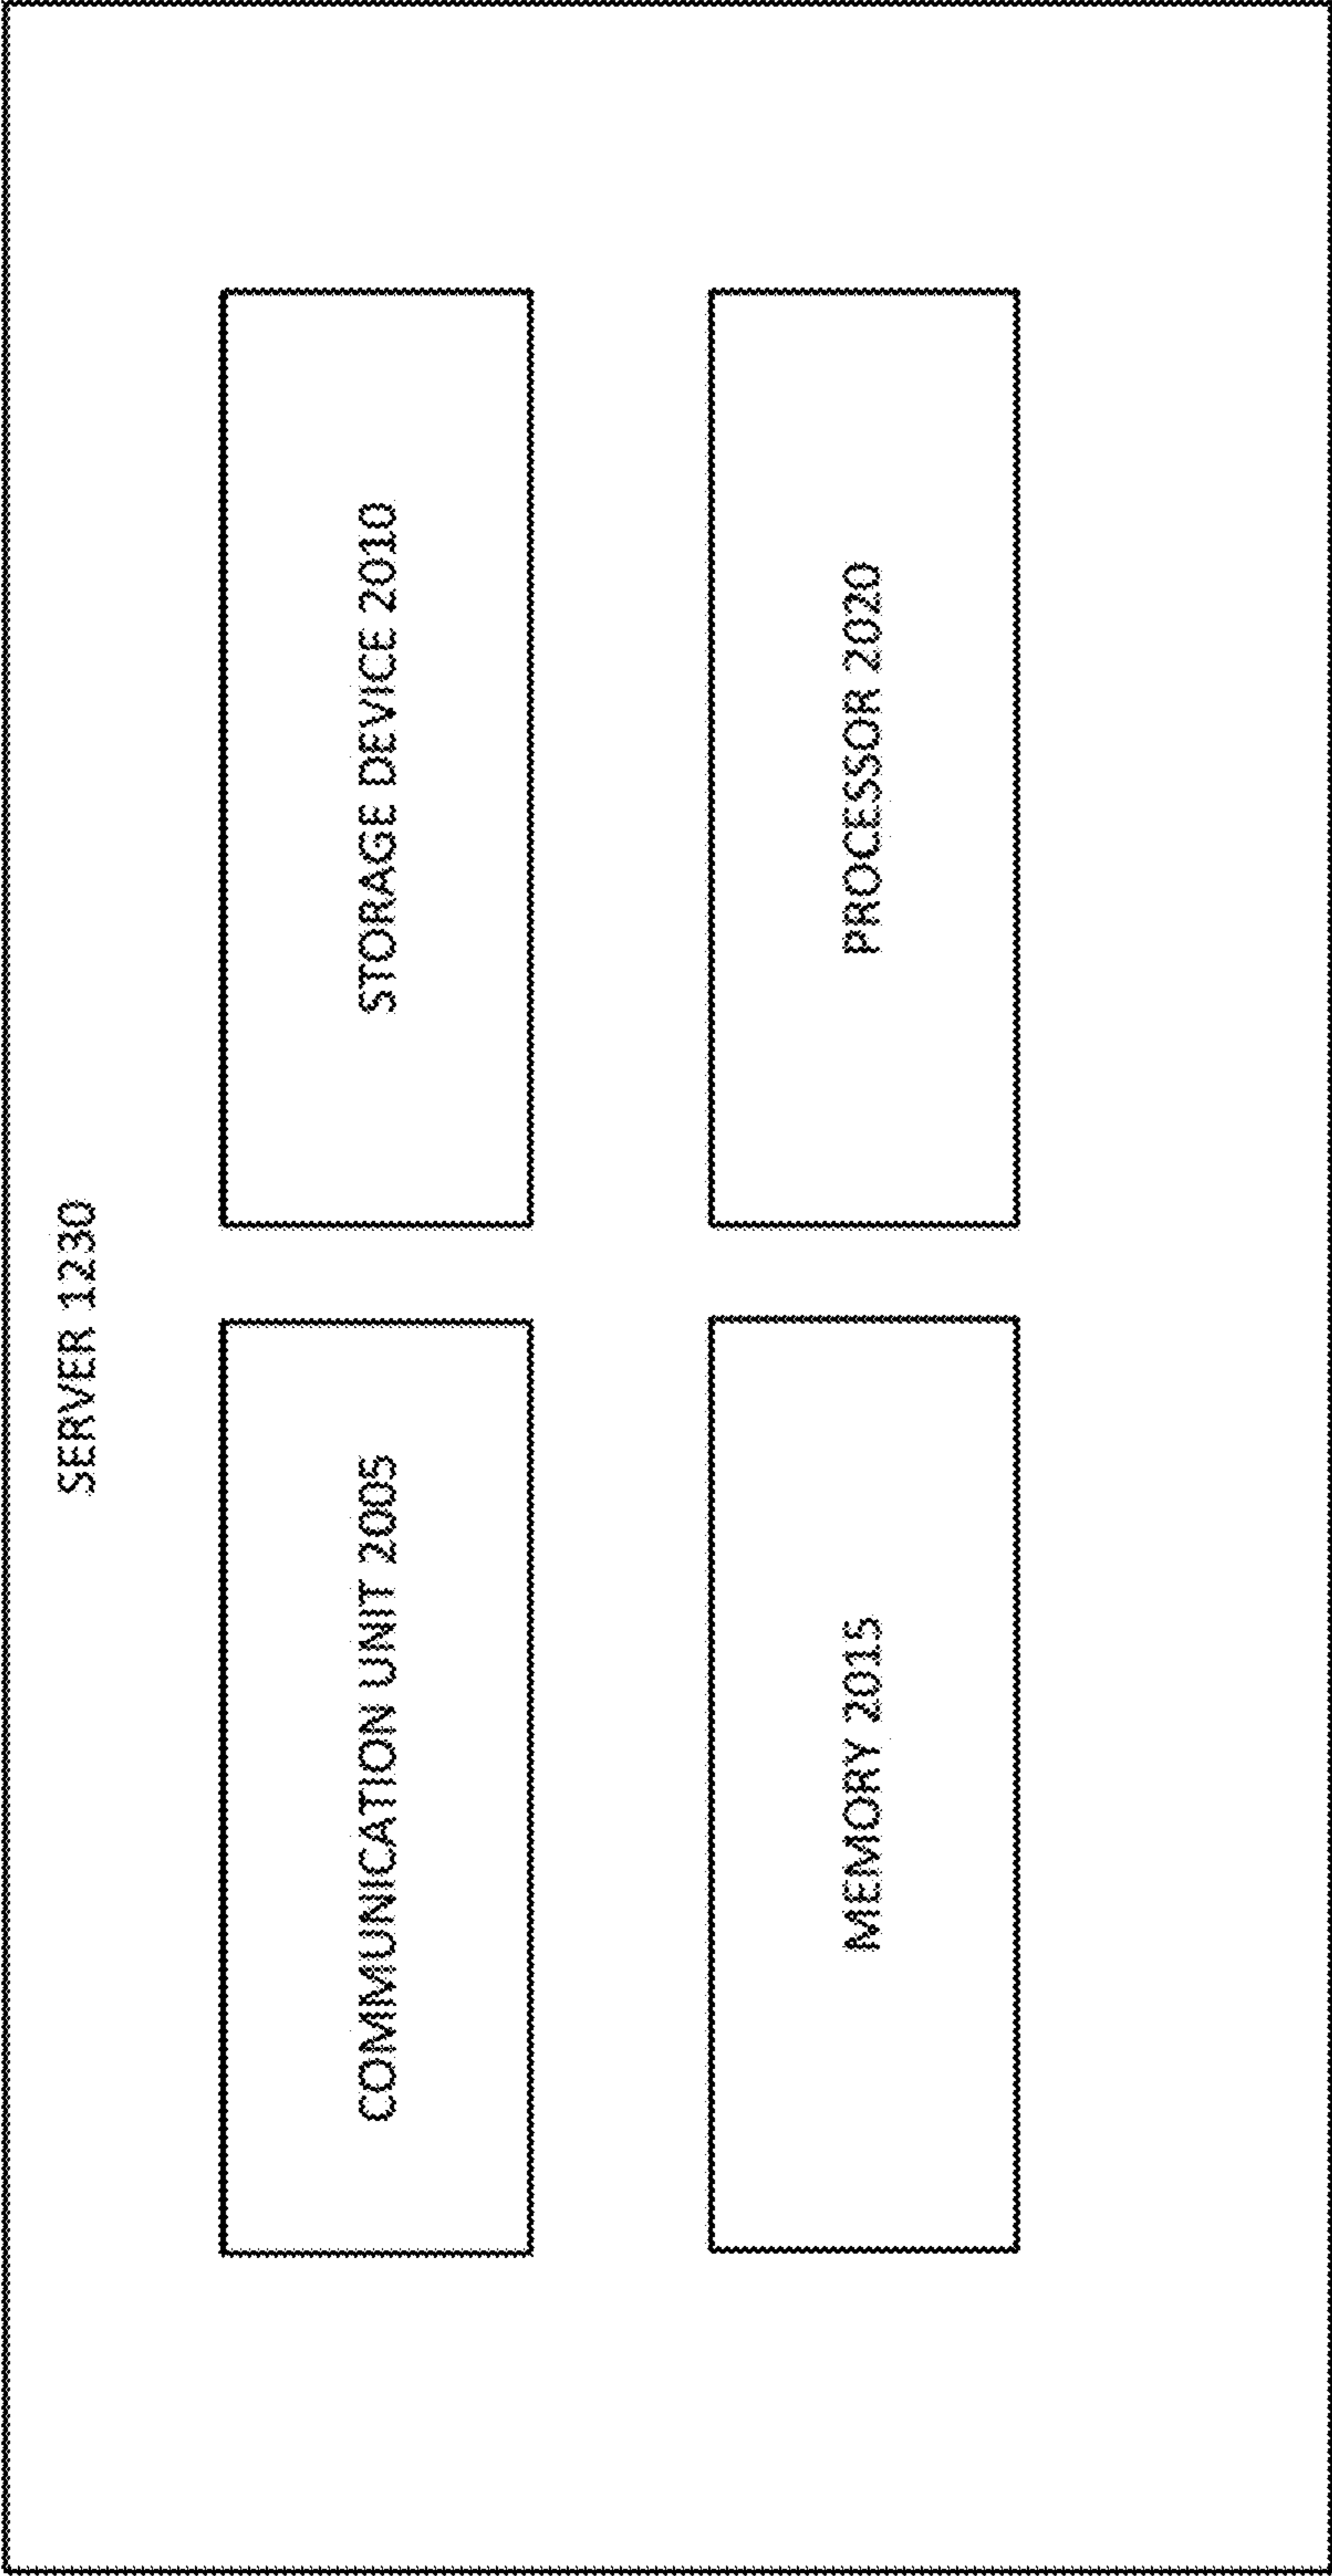 SERVER 1230
COMMUNICATION UNIT 2005
STORAGE DEVICE 2010
MEMORY 2015
PROCESSOR 2020